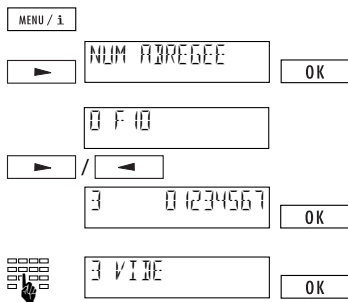 MENU / i
NUM ABREGEE
OK
0 F 10
/
3 01234567
OK
3 VIDE
OK